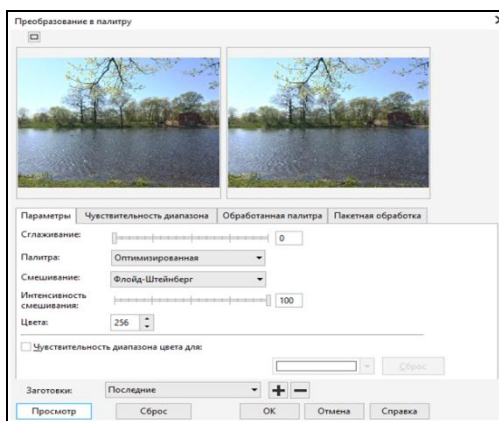 Преобразование в палитру
Параметры Чувствительность диапазона Обработанная палитра Пакетная обработка
Сглаживание: 0
Палитра: Оптимизированная
Смешивание: Флойд-Штейнберг
Интенсивность
смешивания: 100
Цвета: 256
Чувствительность диапазона цвета для:
Сброс
Заготовки: Последние
Просмотр Сброс OK Отмена Справка